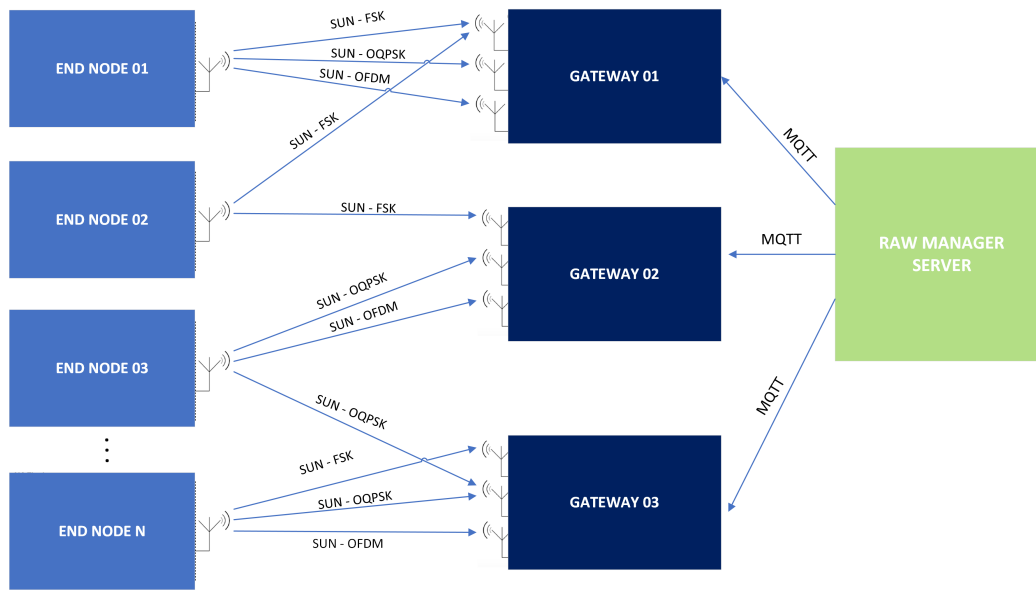 SUN - FSK
SUN - OQPSK
SUN - OFDM
END NODE 01
GATEWAY 01
SUN - FSK
MQTT
END NODE 02
SUN - FSK
MQTT
RAW MANAGER
SERVER
GATEWAY 02
SUN - OQPSK
SUN - OFDM
END NODE 03
MQTT
SUN - OQPSK
SUN - FSK
SUN - OQPSK
GATEWAY 03
END NODE N
SUN - OFDM